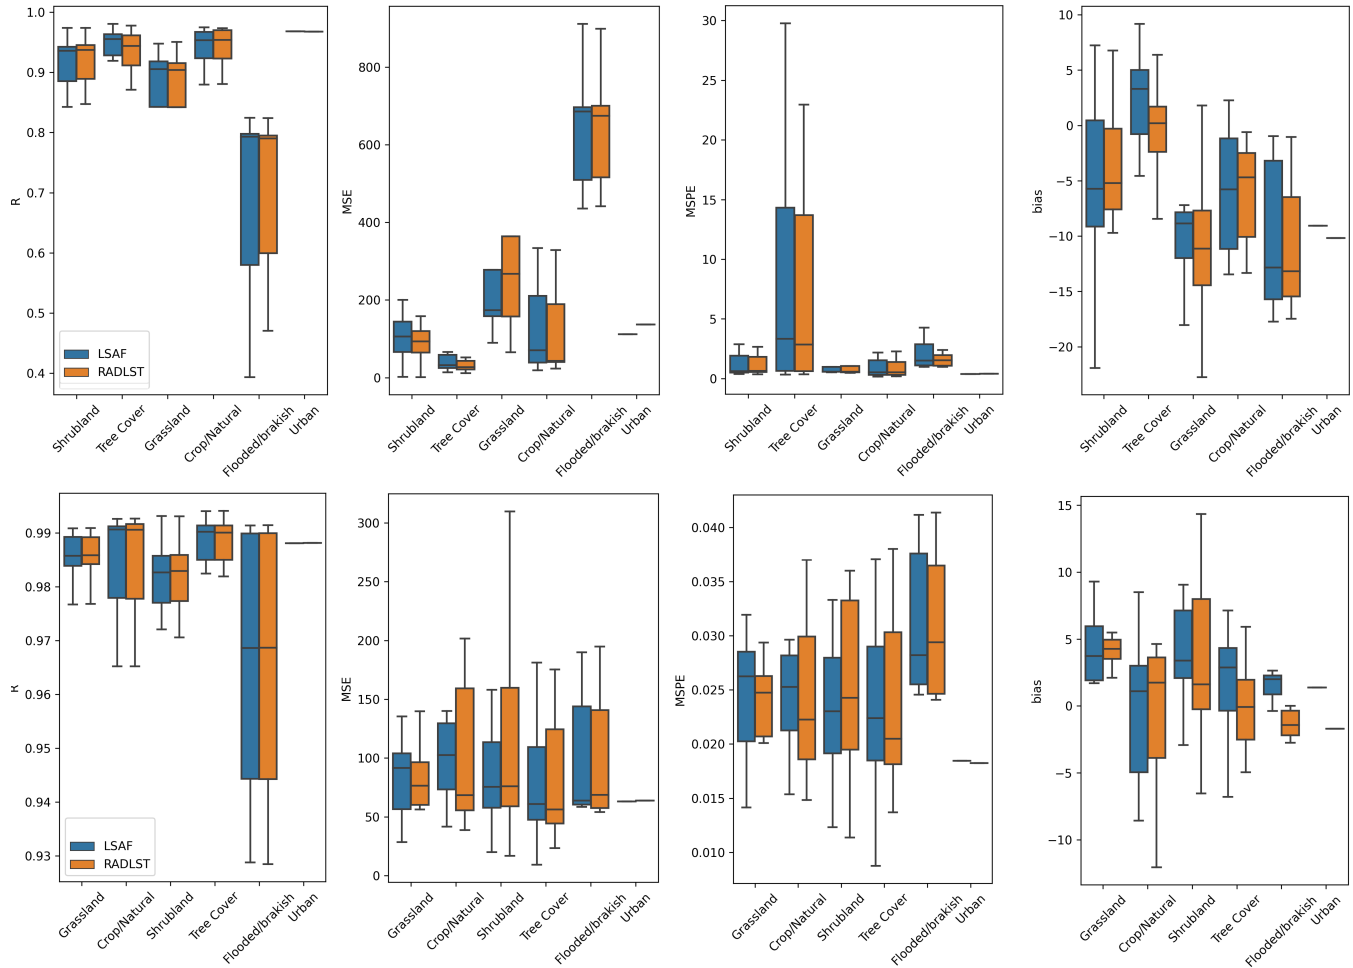 1.0
0.9
0.8
0.7
0.6
0.5
0.4
R
LSAF
RADLST
Shrubland
Tree Cover
Grassland
Crop/Natural
Flooded/brakish
Urban
800
600
400
200
0
MSE
Shrubland
Tree Cover
Grassland
Crop/Natural
Flooded/brakish
Urban
30
25
20
15
10
5
0
MSPE
Shrubland
Tree Cover
Grassland
Crop/Natural
Flooded/brakish
Urban
10
5
0
−5
−10
−15
−20
bias
Shrubland
Tree Cover
Grassland
Crop/Natural
Flooded/brakish
Urban
0.99
0.98
0.97
0.96
0.95
0.94
0.93
R
LSAF
RADLST
Grassland
Crop/Natural
Shrubland
Tree Cover
Flooded/brakish
Urban
300
250
200
150
100
50
0
MSE
Grassland
Crop/Natural
Shrubland
Tree Cover
Flooded/brakish
Urban
0.040
0.035
0.030
0.025
0.020
0.015
0.010
MSPE
Grassland
Crop/Natural
Shrubland
Tree Cover
Flooded/brakish
Urban
15
10
5
0
−5
−10
bias
Grassland
Crop/Natural
Shrubland
Tree Cover
Flooded/brakish
Urban